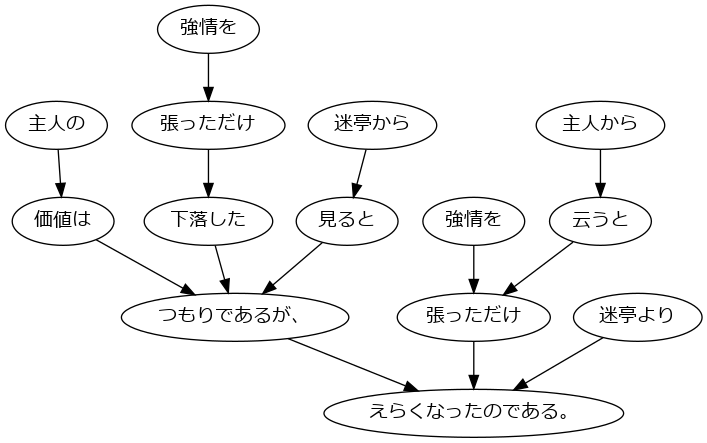 強情を
主人の
張っただけ
迷亭から
主人から
価値は
下落した
見ると
強情を
云うと
つもりであるが、
張っただけ
迷亭より
えらくなったのである。